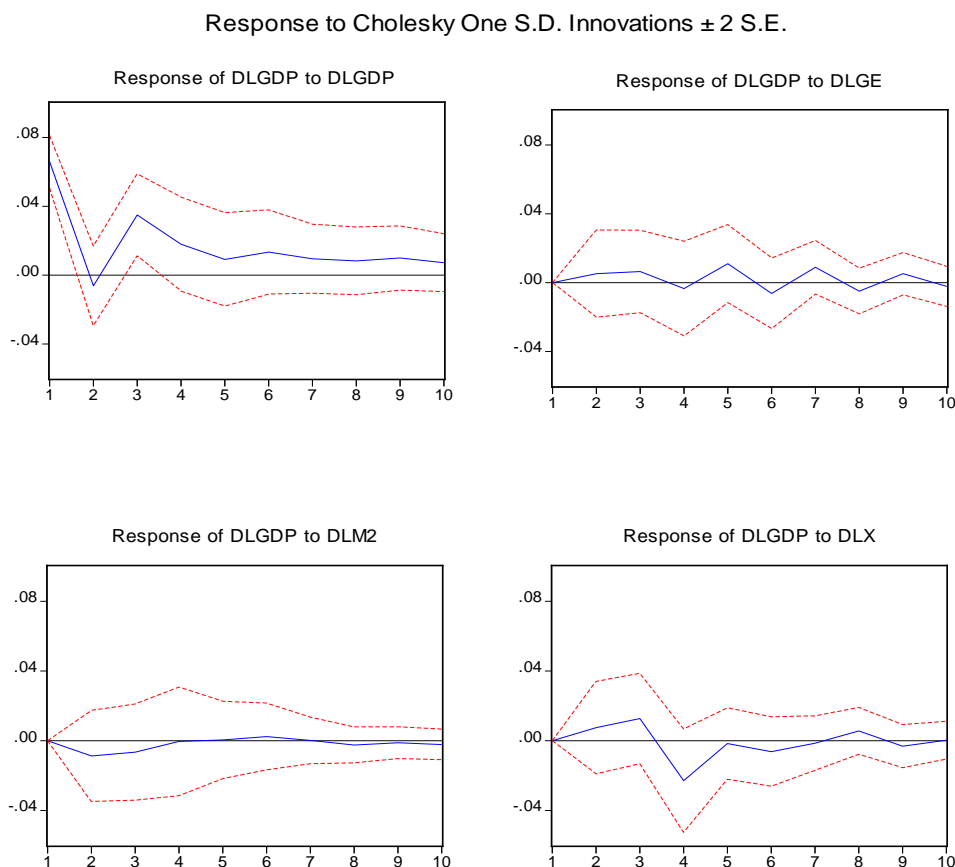 Response to Cholesky One S.D. Innovations ± 2 S.E.
Response of DLGDP to DLGDP
.08
.04
.00
-.04
1 2 3 4 5 6 7 8 9 10
Response of DLGDP to DLGE
.08
.04
.00
-.04
1 2 3 4 5 6 7 8 9 10
Response of DLGDP to DLM2
.08
.04
.00
-.04
1 2 3 4 5 6 7 8 9 10
Response of DLGDP to DLX
.08
.04
.00
-.04
1 2 3 4 5 6 7 8 9 10